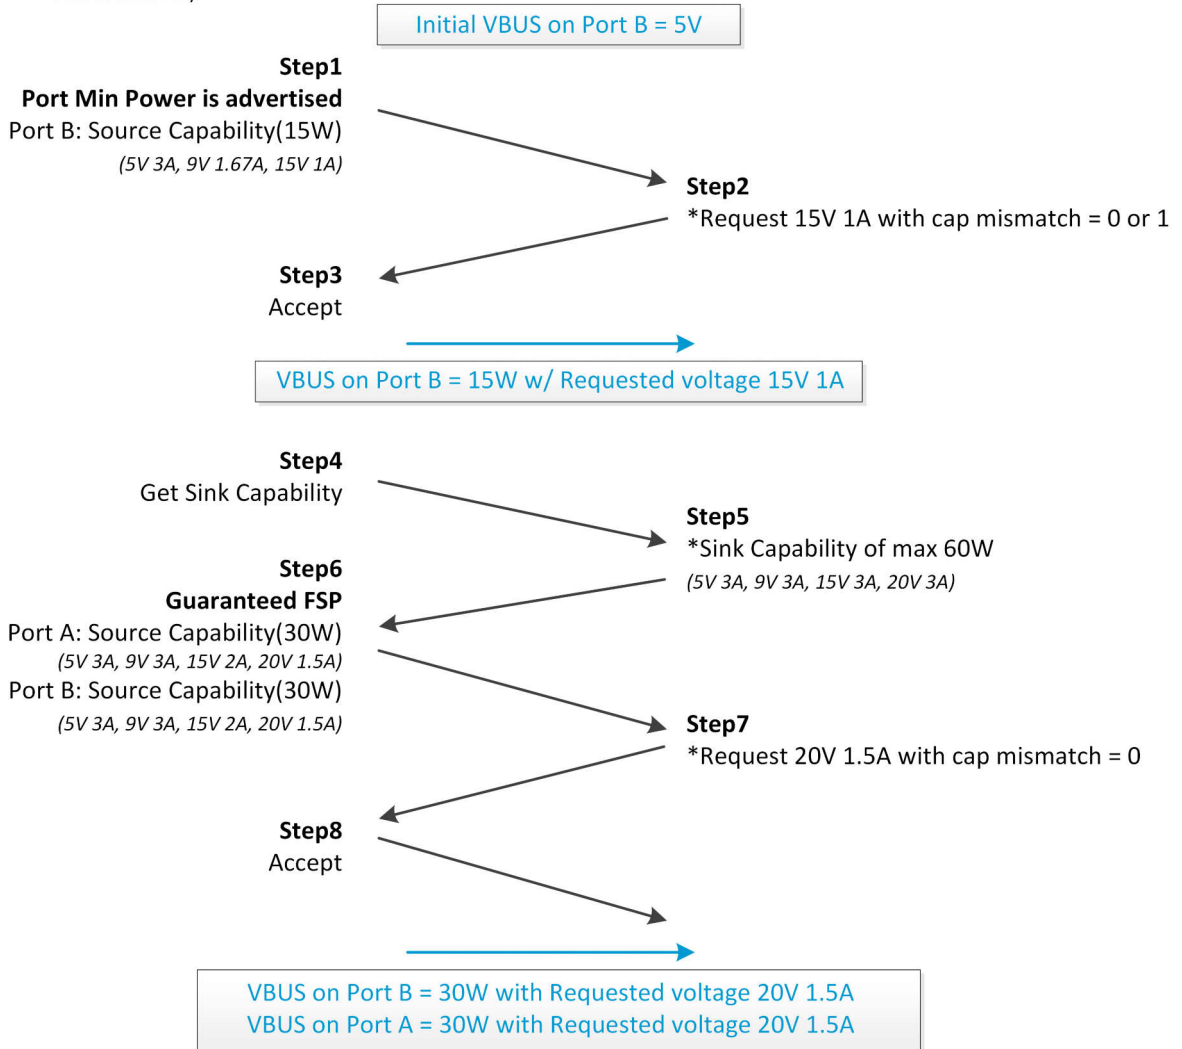 Initial VBUS on Port B = 5V
Step1
Port Min Power is advertised
Port B: Source Capability(15W)
(5V 3A, 9V 1.67A, 15V 1A)
Step2
*Request 15V 1A with cap mismatch = 0 or 1
Step3
Accept
VBUS on Port B = 15W w/ Requested voltage 15V 1A
Step4
Get Sink Capability
Step5
*Sink Capability of max 60W
(5V 3A, 9V 3A, 15V 3A, 20V 3A)
Step6
Guaranteed FSP
Port A: Source Capability(30W)
(5V 3A, 9V 3A, 15V 2A, 20V 1.5A)
Port B: Source Capability(30W)
(5V 3A, 9V 3A, 15V 2A, 20V 1.5A)
Step7
*Request 20V 1.5A with cap mismatch = 0
Step8
Accept
VBUS on Port B = 30W with Requested voltage 20V 1.5A
VBUS on Port A = 30W with Requested voltage 20V 1.5A